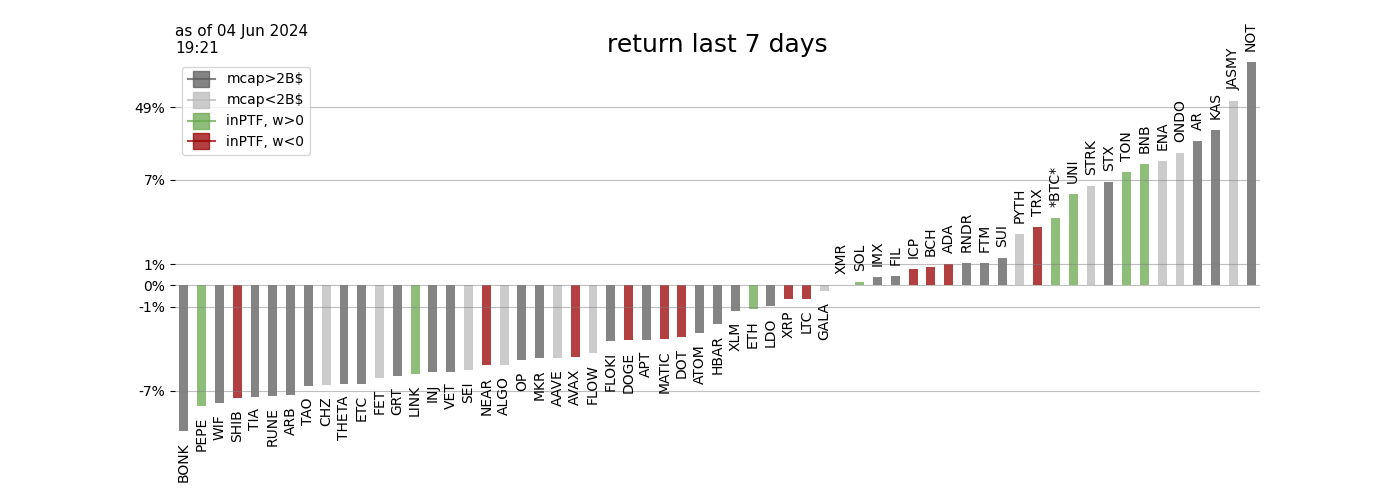 as of 04 Jun 2024
19:21
return last 7 days
mcap>2B$
mcap<2B$
inPTF, w>0
inPTF, w<0
49%
7%
1%
0%
-1%
-7%
BONK
PEPE
WIF
SHIB
TIA
RUNE
ARB
TAO
CHZ
THETA
ETC
FET
GRT
LINK
INJ
VET
SEI
NEAR
ALGO
OP
MKR
AAVE
AVAX
FLOW
FLOKI
DOGE
APT
MATIC
DOT
ATOM
HBAR
XLM
ETH
LDO
XRP
LTC
GALA
XMR
SOL
IMX
FIL
ICP
BCH
ADA
RNDR
FTM
SUI
PYTH
TRX
*BTC*
UNI
STRK
STX
TON
BNB
ENA
ONDO
AR
KAS
JASMY
NOT